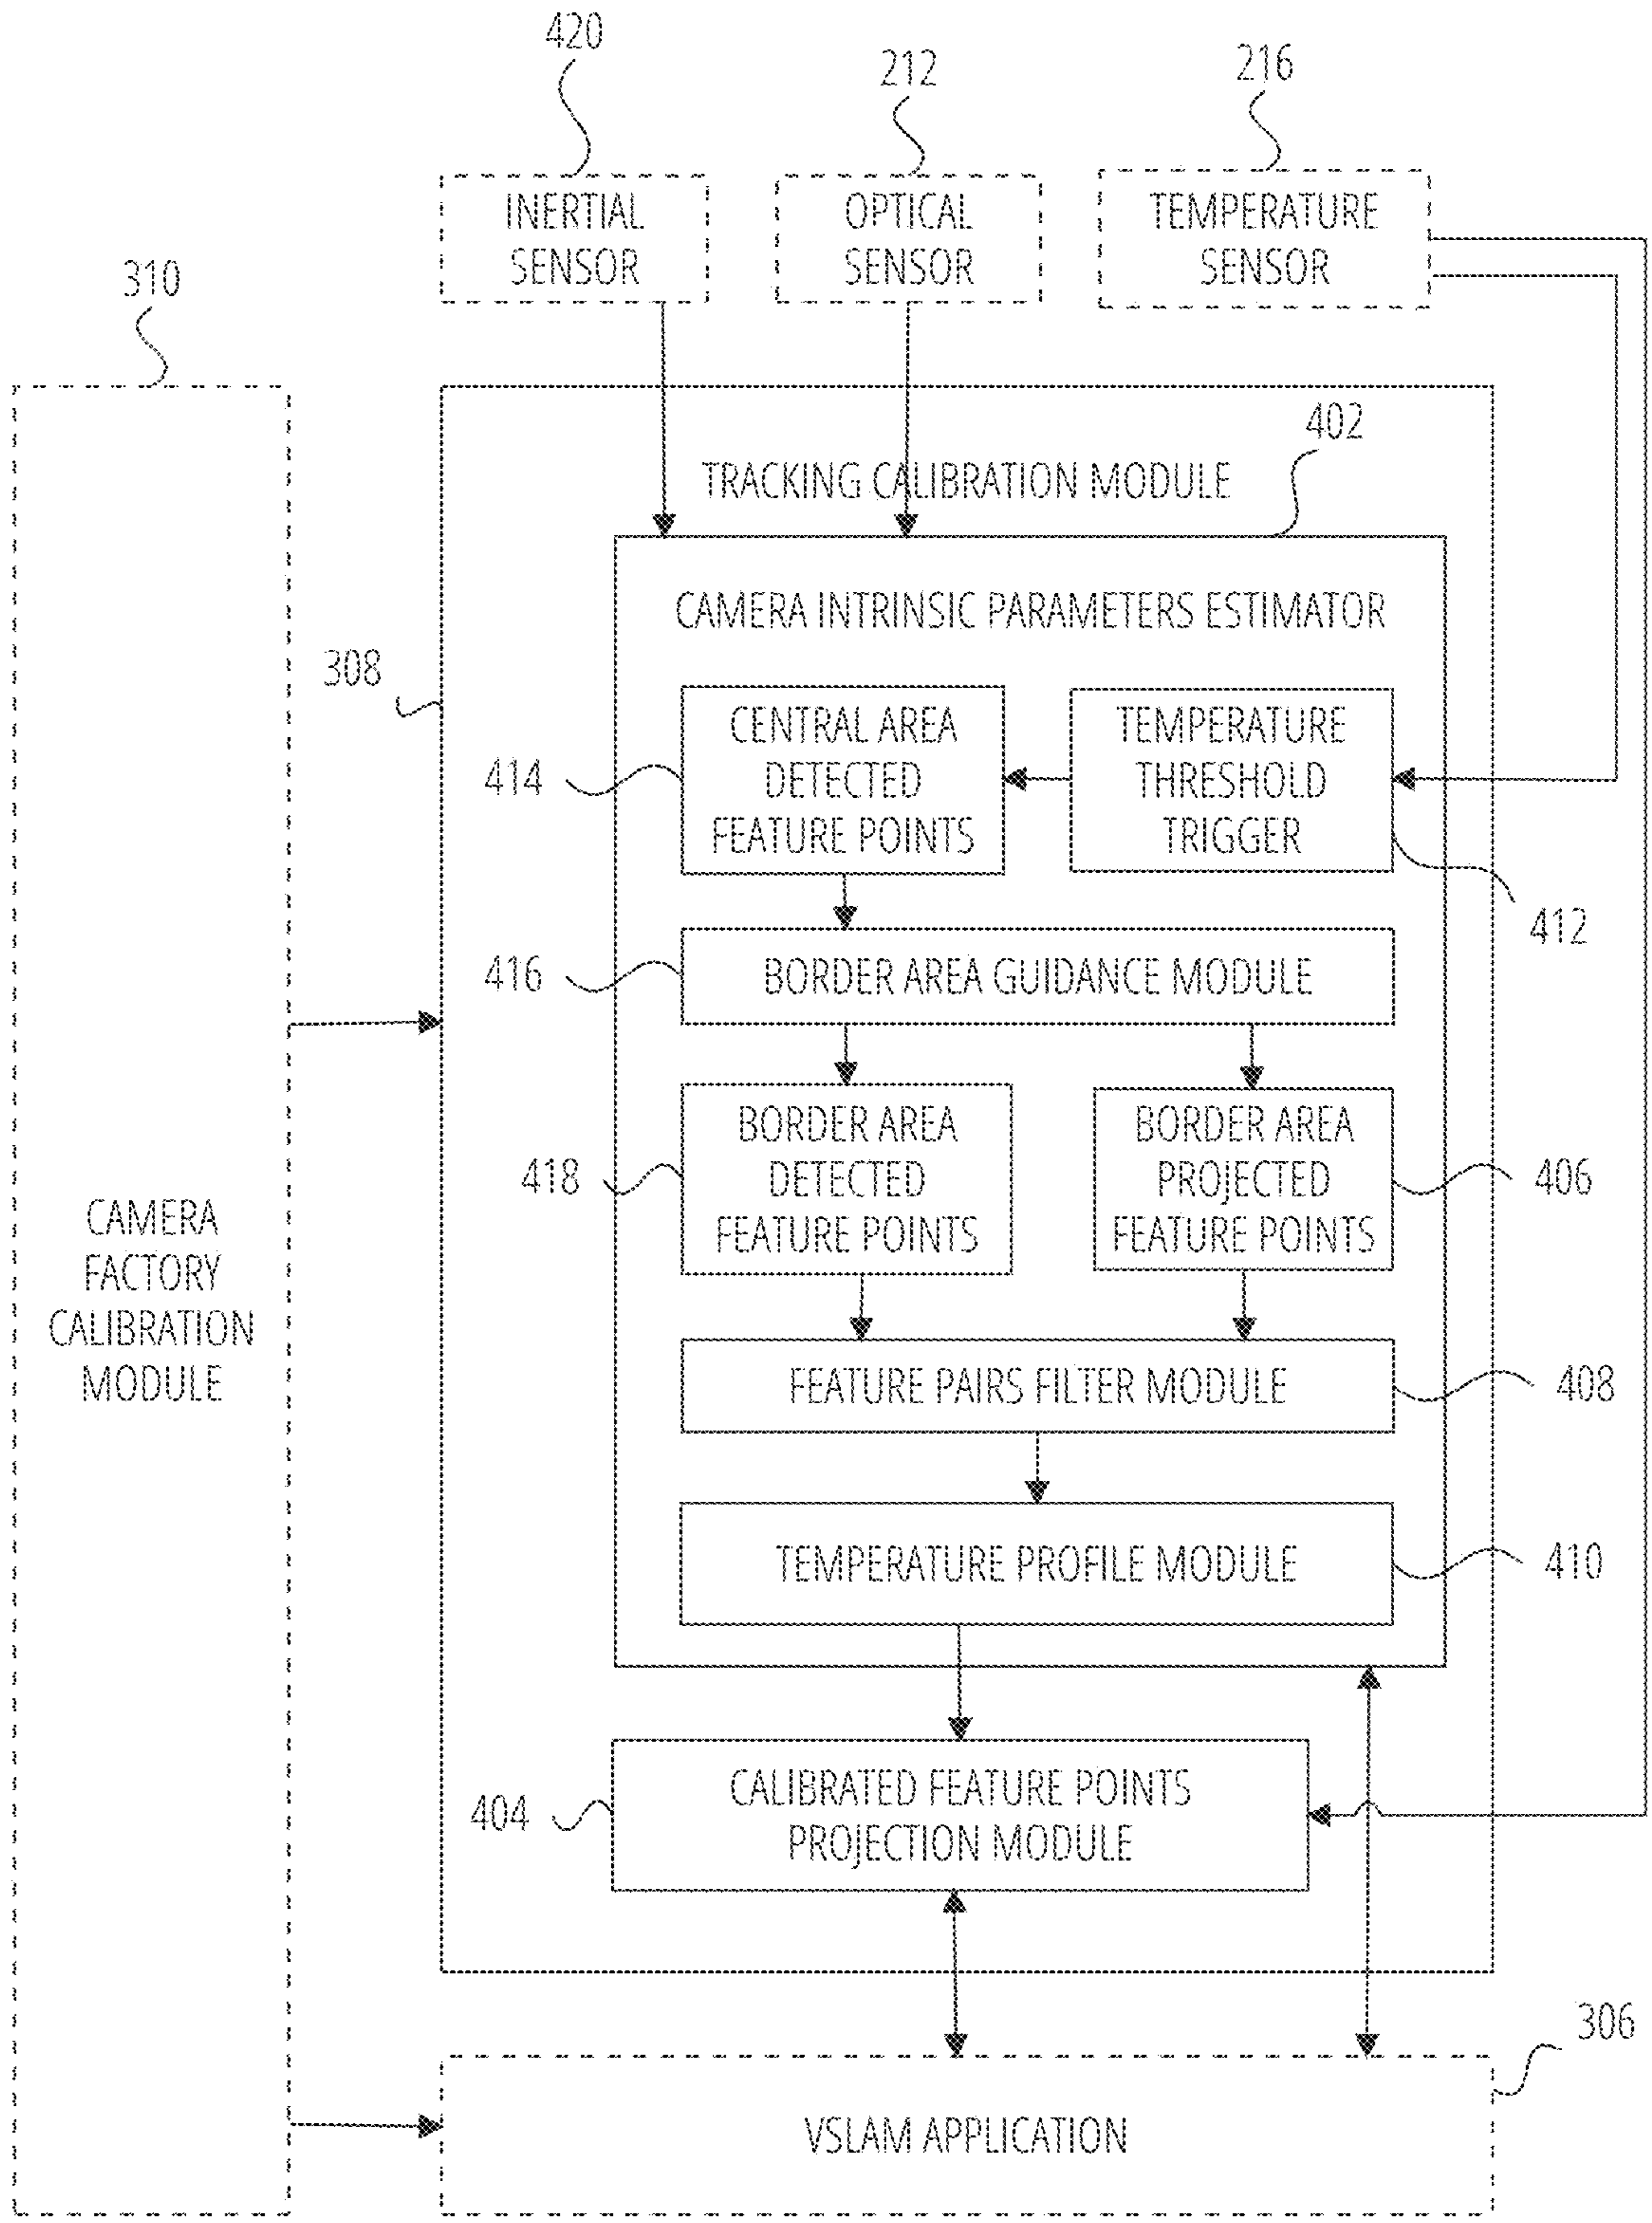 420
212
216
INERTIAL
SENSOR
OPTICAL
SENSOR
TEMPERATURE
SENSOR
310
402
TRACKING CALIBRATION MODULE
CAMERA INTRINSIC PARAMETERS ESTIMATOR
308
CENTRAL AREA
DETECTED
FEATURE POINTS
TEMPERATURE
THRESHOLD
TRIGGER
414
412
416
BORDER AREA GUIDANCE MODULE
BORDER AREA
DETECTED
FEATURE POINTS
BORDER AREA
PROJECTED
FEATURE POINTS
418
406
CAMERA
FACTORY
CALIBRATION
MODULE
FEATURE PAIRS FILTER MODULE
408
TEMPERATURE PROFILE MODULE
410
CALIBRATED FEATURE POINTS
PROJECTION MODULE
404
306
VSLAM APPLICATION